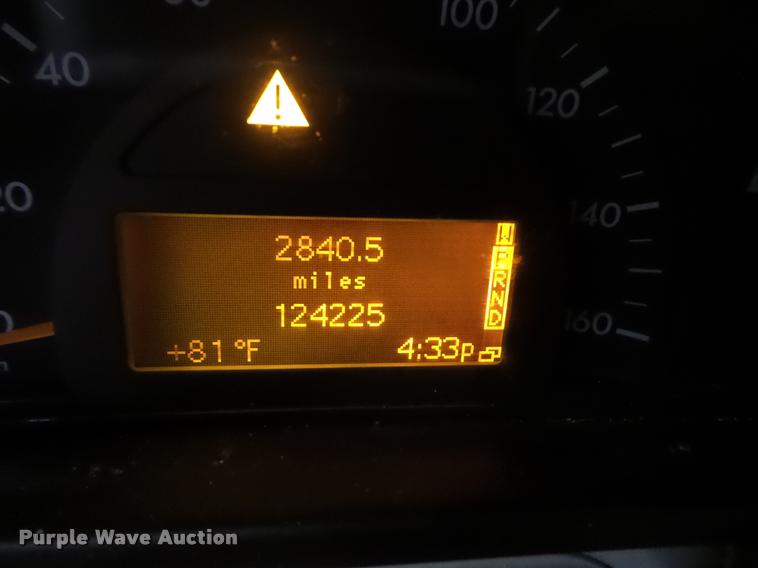 100
40
120
20
140
160
!
2840.5
miles
124225
+81°F
4:33p
W
P
R
N
D
Purple Wave Auction